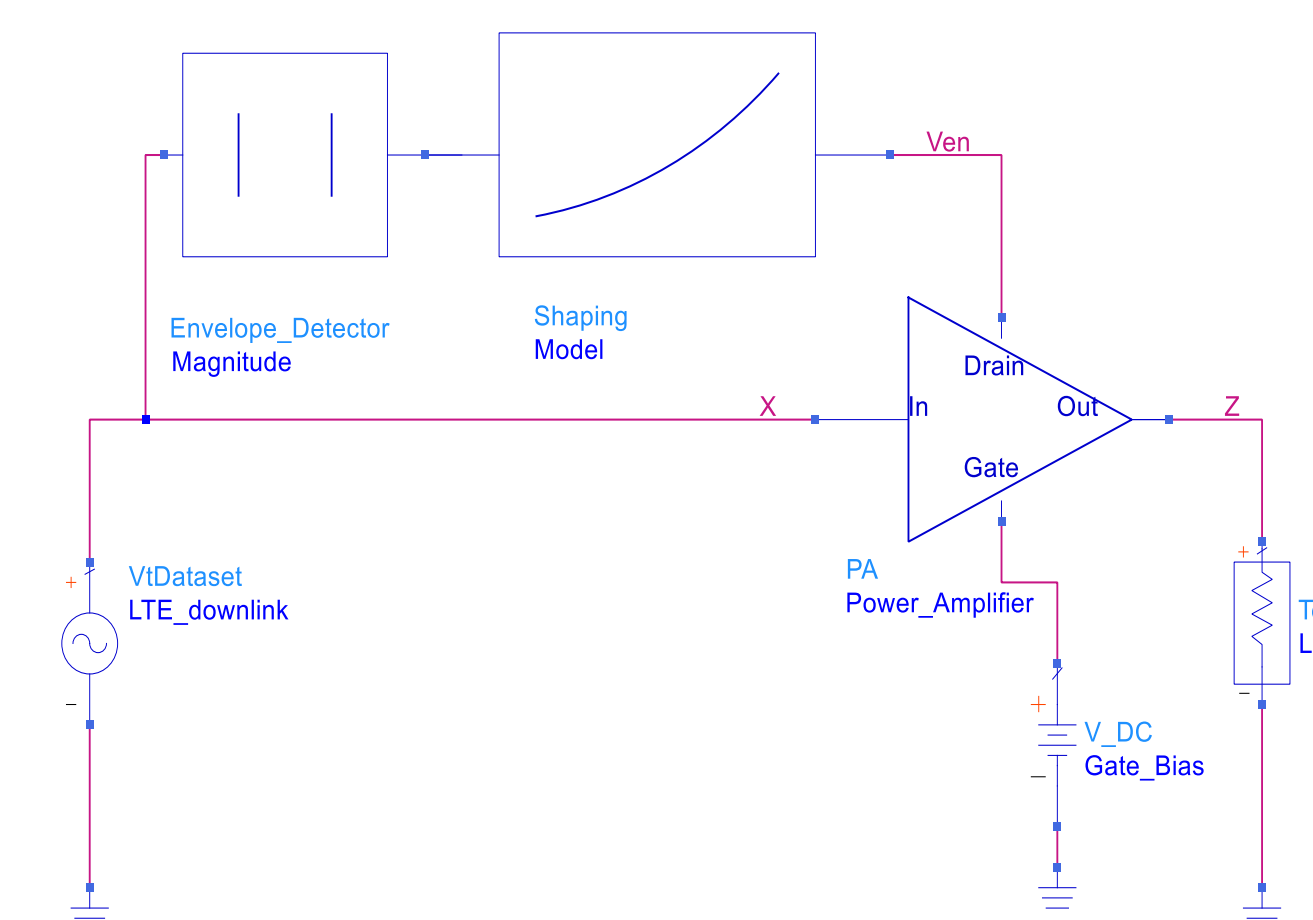 Ven
Envelope_Detector
Magnitude
Shaping
Model
Drain
X
In
Out
Z
Gate
VtDataset
LTE_downlink
PA
Power_Amplifier
V_DC
Gate_Bias